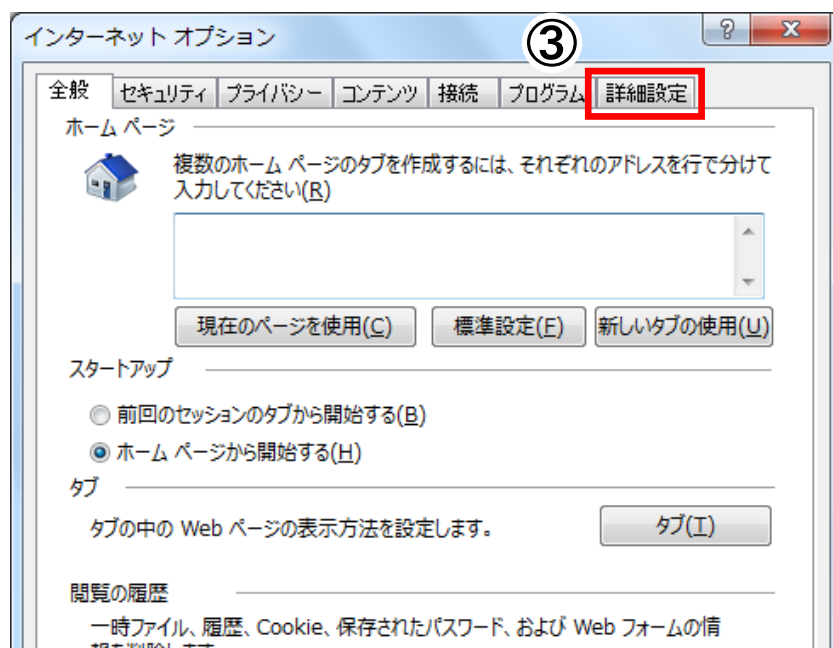 インターネット オプション
③
全般 セキュリティ プライバシー コンテンツ 接続 プログラム 詳細設定
ホーム ページ
複数のホーム ページのタブを作成するには、それぞれのアドレスを行で分けて
入力してください(R)
現在のページを使用(C) 標準設定(F) 新しいタブの使用(U)
スタートアップ
前回のセッションのタブから開始する(B)
ホーム ページから開始する(H)
タブ
タブの中の Web ページの表示方法を設定します。 タブ(T)
閲覧の履歴
一時ファイル、履歴、Cookie、保存されたパスワード、および Web フォームの情